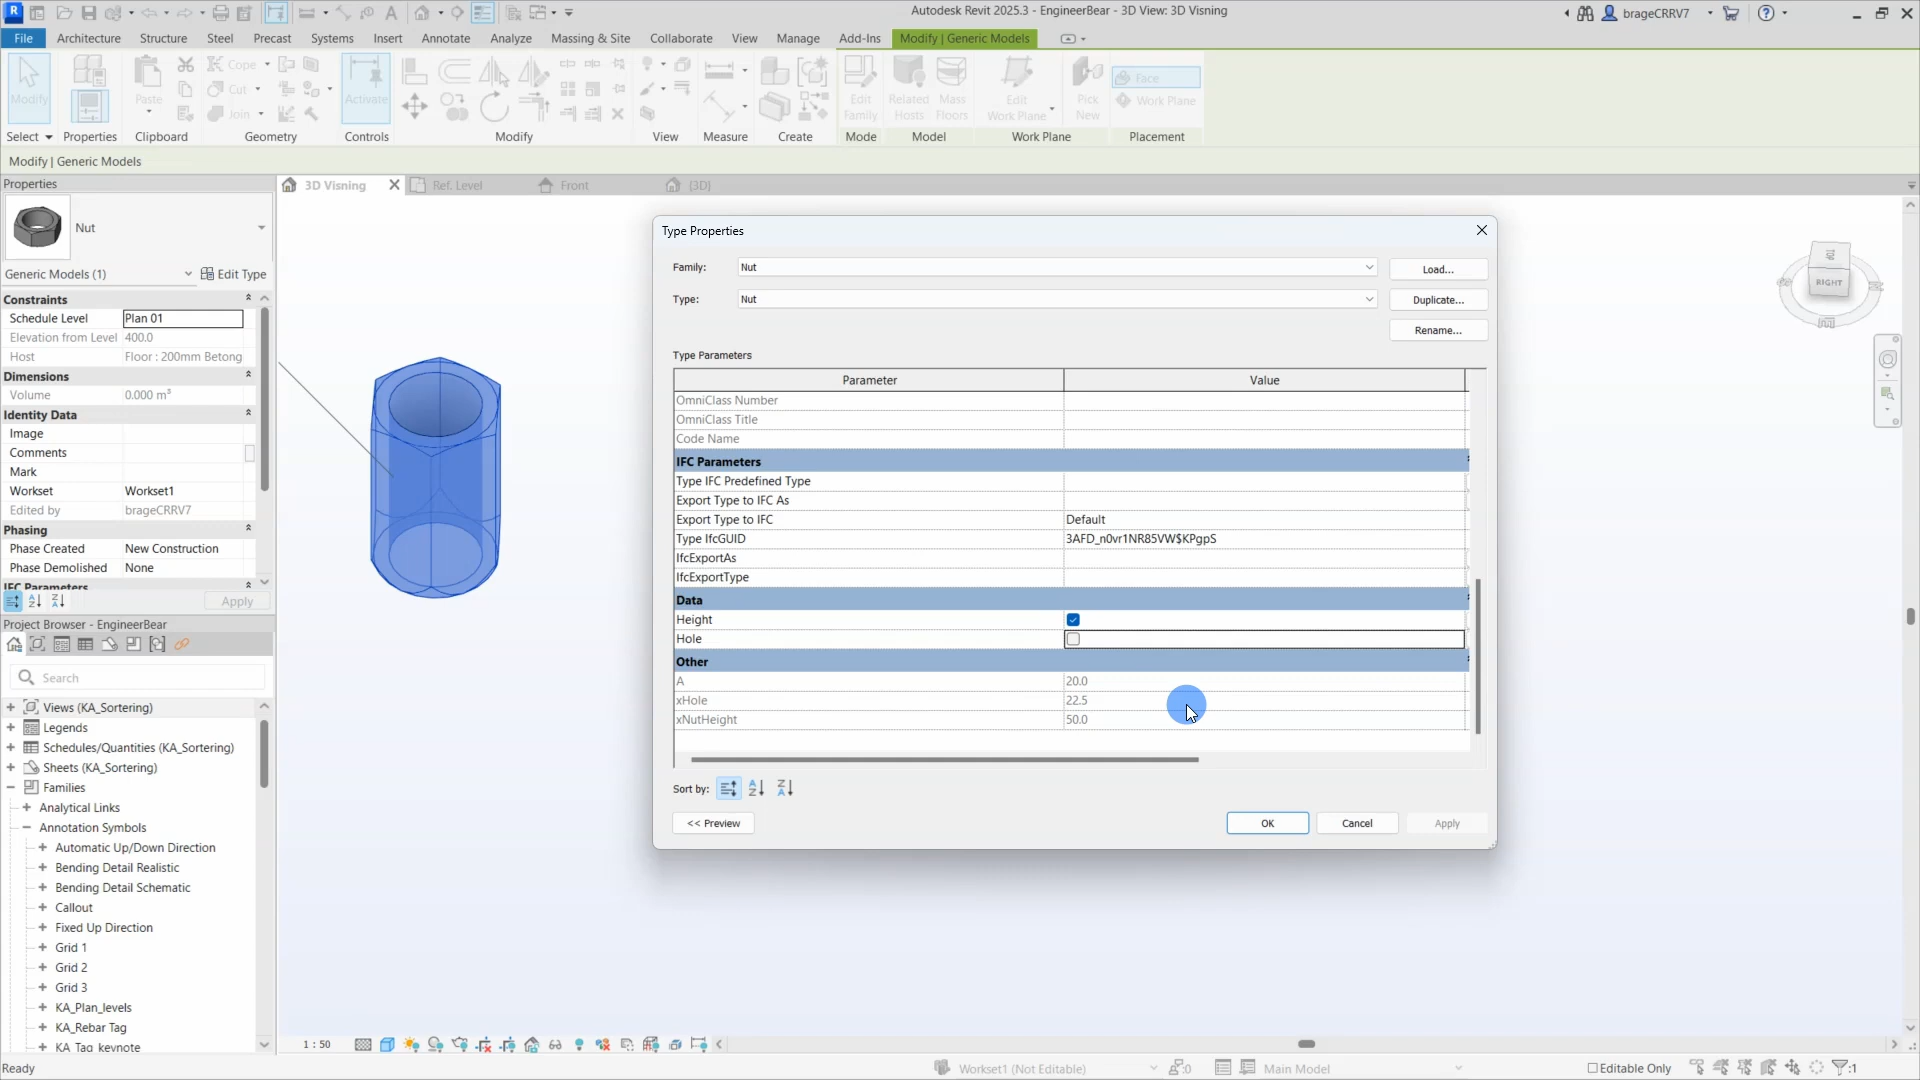 Autodesk Revit 2025.3 - EngineerBear - 3D View: 3D Visning
brageCRRV7
File Architecture Structure Steel Precast Systems Insert Annotate Analyze Massing & Site Collaborate View Manage Add-Ins Modify | Generic Models
Modify
Paste
Cope
Cut
Join
Activate
Edit Family
Related Hosts
Mass Floors
Edit Work Plane
Pick New
Face
Work Plane
Select Properties Clipboard Geometry Controls Modify View Measure Create Mode Model Work Plane Placement
Modify | Generic Models
Properties
3D Visning Ref. Level Front {3D}
Nut
Generic Models (1) Edit Type
Constraints
Schedule Level Plan 01
Elevation from Level 400.0
Host Floor : 200mm Betong
Dimensions
Volume 0.000 m³
Identity Data
Image
Comments
Mark
Workset Workset1
Edited by brageCRRV7
Phasing
Phase Created New Construction
Phase Demolished None
IFC Parameters
Apply
Project Browser - EngineerBear
Search
Views (KA_Sortering)
Legends
Schedules/Quantities (KA_Sortering)
Sheets (KA_Sortering)
Families
Analytical Links
Annotation Symbols
Automatic Up/Down Direction
Bending Detail Realistic
Bending Detail Schematic
Callout
Fixed Up Direction
Grid 1
Grid 2
Grid 3
KA_Plan_levels
KA_Rebar Tag
KA_Tag_keynote
Type Properties
Family: Nut Load...
Type: Nut Duplicate...
Rename...
Type Parameters
Parameter Value
OmniClass Number
OmniClass Title
Code Name
IFC Parameters
Type IFC Predefined Type
Export Type to IFC As
Export Type to IFC Default
Type IfcGUID 3AFD_n0vr1NR85VW$KPgpS
IfcExportAs
IfcExportType
Data
Height
Hole
Other
A 20.0
xHole 22.5
xNutHeight 50.0
Sort by:
<< Preview OK Cancel Apply
TOP
RIGHT
1 : 50
Ready
Workset1 (Not Editable)
:0
Main Model
Editable Only
:1